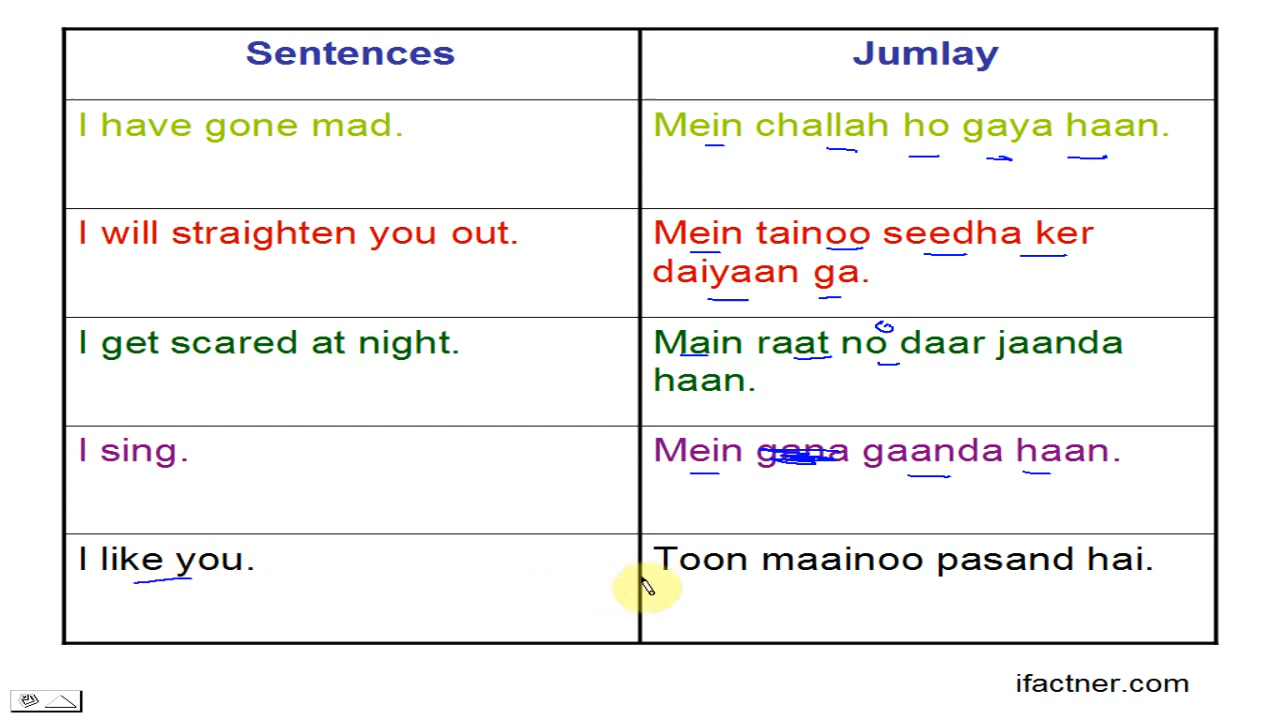 Sentences
Jumlay
I have gone mad.
Mein challah ho gaya haan.
I will straighten you out.
Mein tainoo seedha ker
daiyaan ga.
I get scared at night.
Main raat no daar jaanda
haan.
I sing.
Mein gana gaanda haan.
I like you.
Toon maainoo pasand hai.
ifactner.com